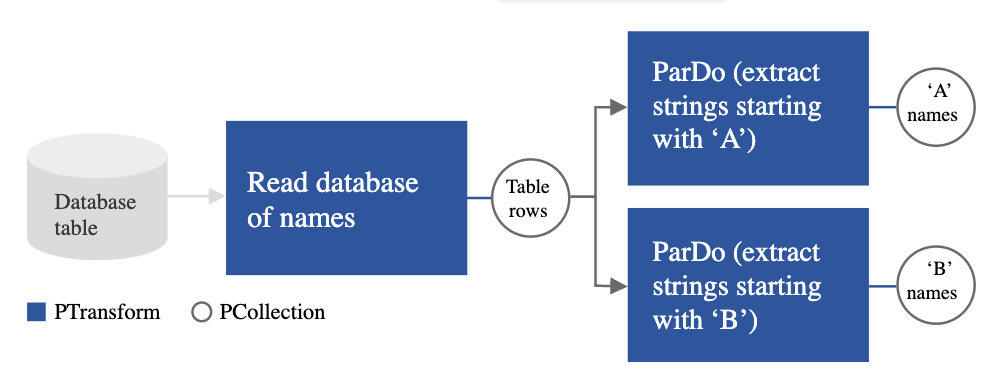 Database
table
Read database
of names
Table
rows
ParDo (extract
strings starting
with ‘A’)
‘A’
names
ParDo (extract
strings starting
with ‘B’)
‘B’
names
PTransform
PCollection